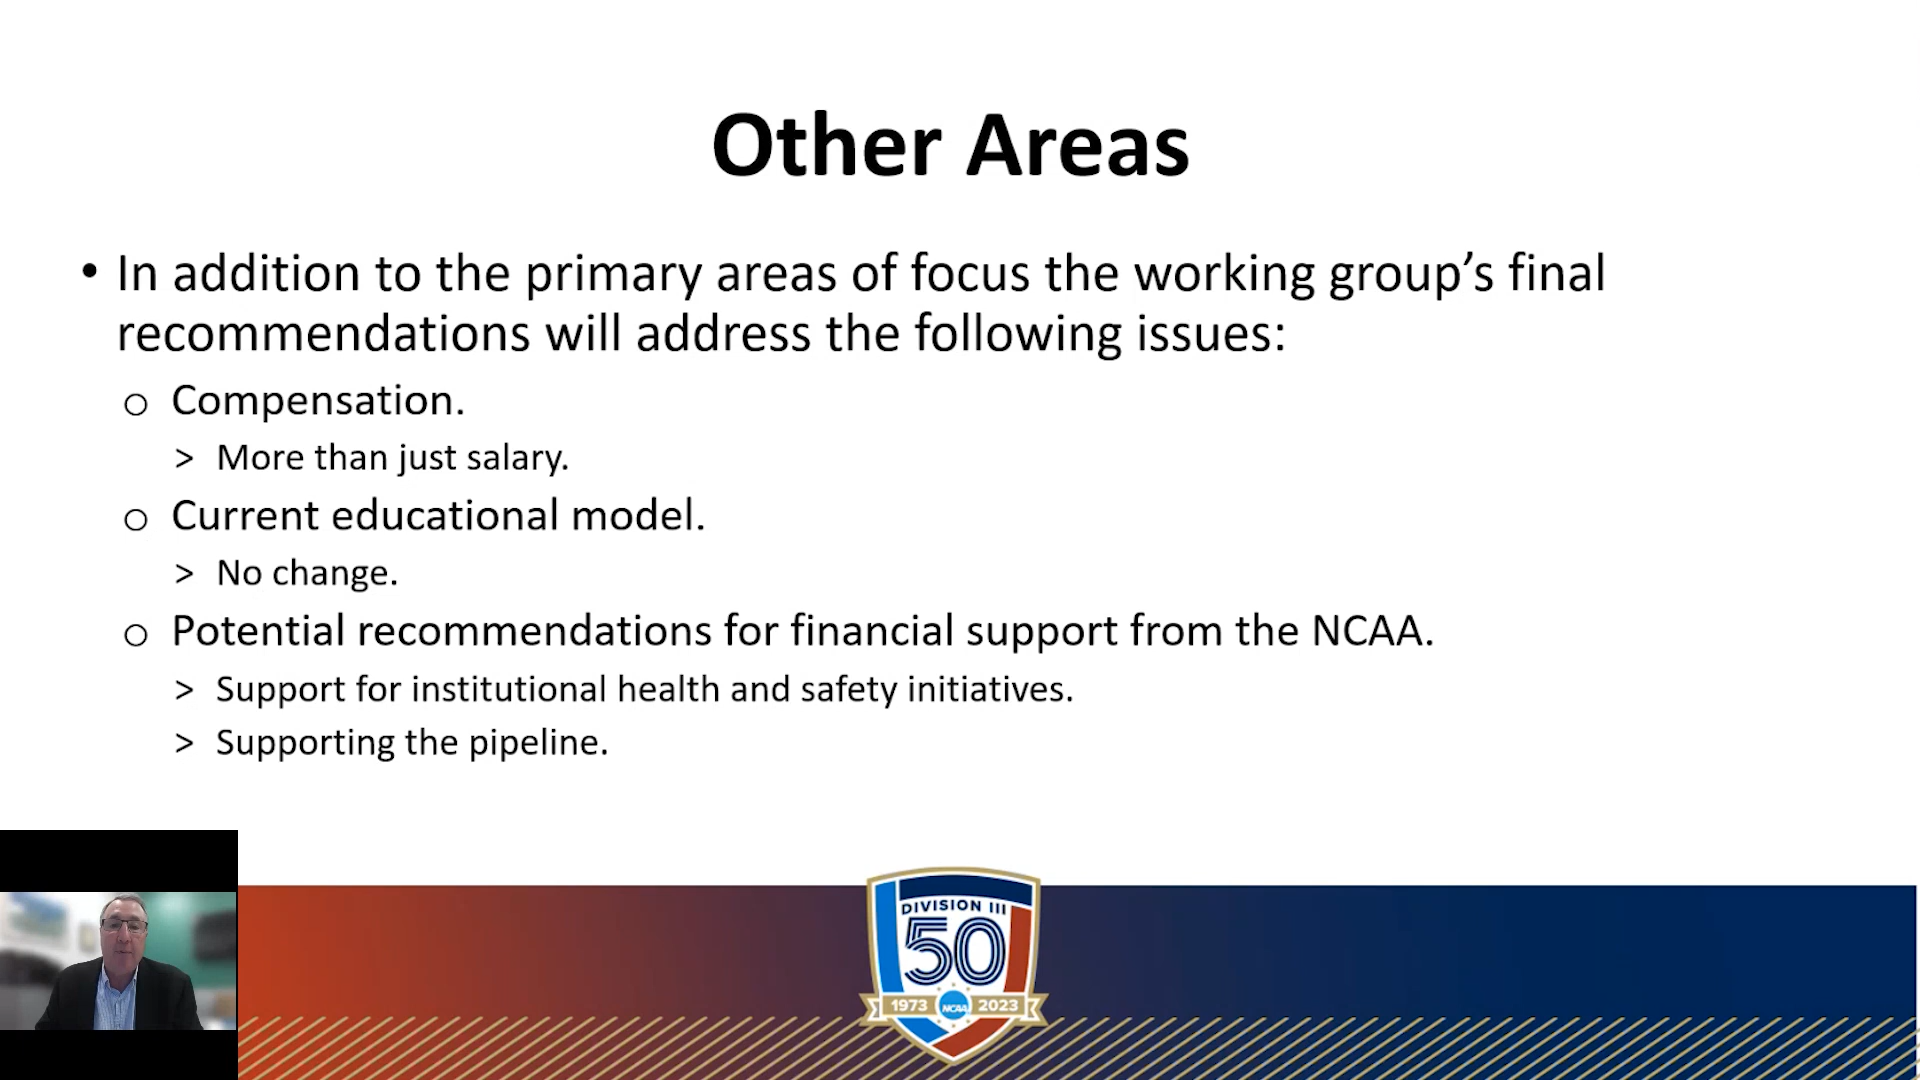 Other Areas
• In addition to the primary areas of focus the working group’s final
recommendations will address the following issues:
o Compensation.
> More than just salary.
o Current educational model.
> No change.
o Potential recommendations for financial support from the NCAA.
> Support for institutional health and safety initiatives.
> Supporting the pipeline.
DIVISION III
50
1973 NCAA 2023